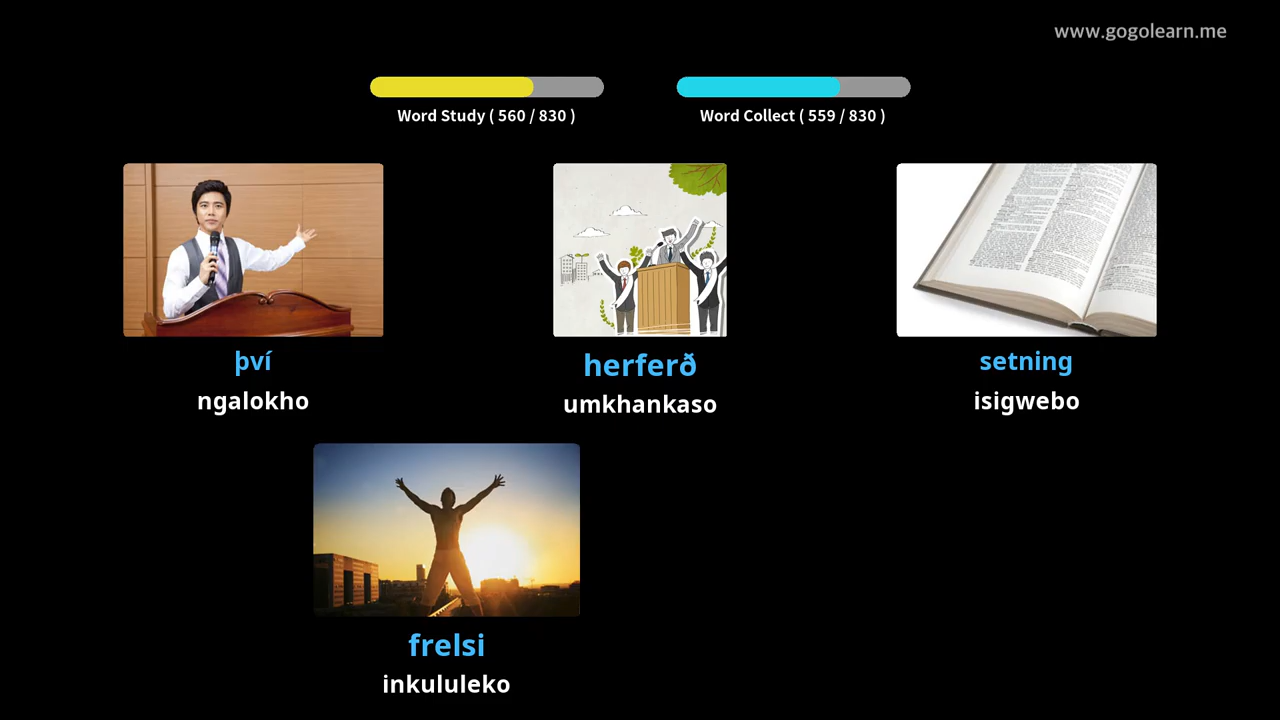 www.gogolearn.me
Word Study ( 560 / 830 )
Word Collect ( 559 / 830 )
því
ngalokho
herferð
umkhankaso
setning
isigwebo
frelsi
inkululeko